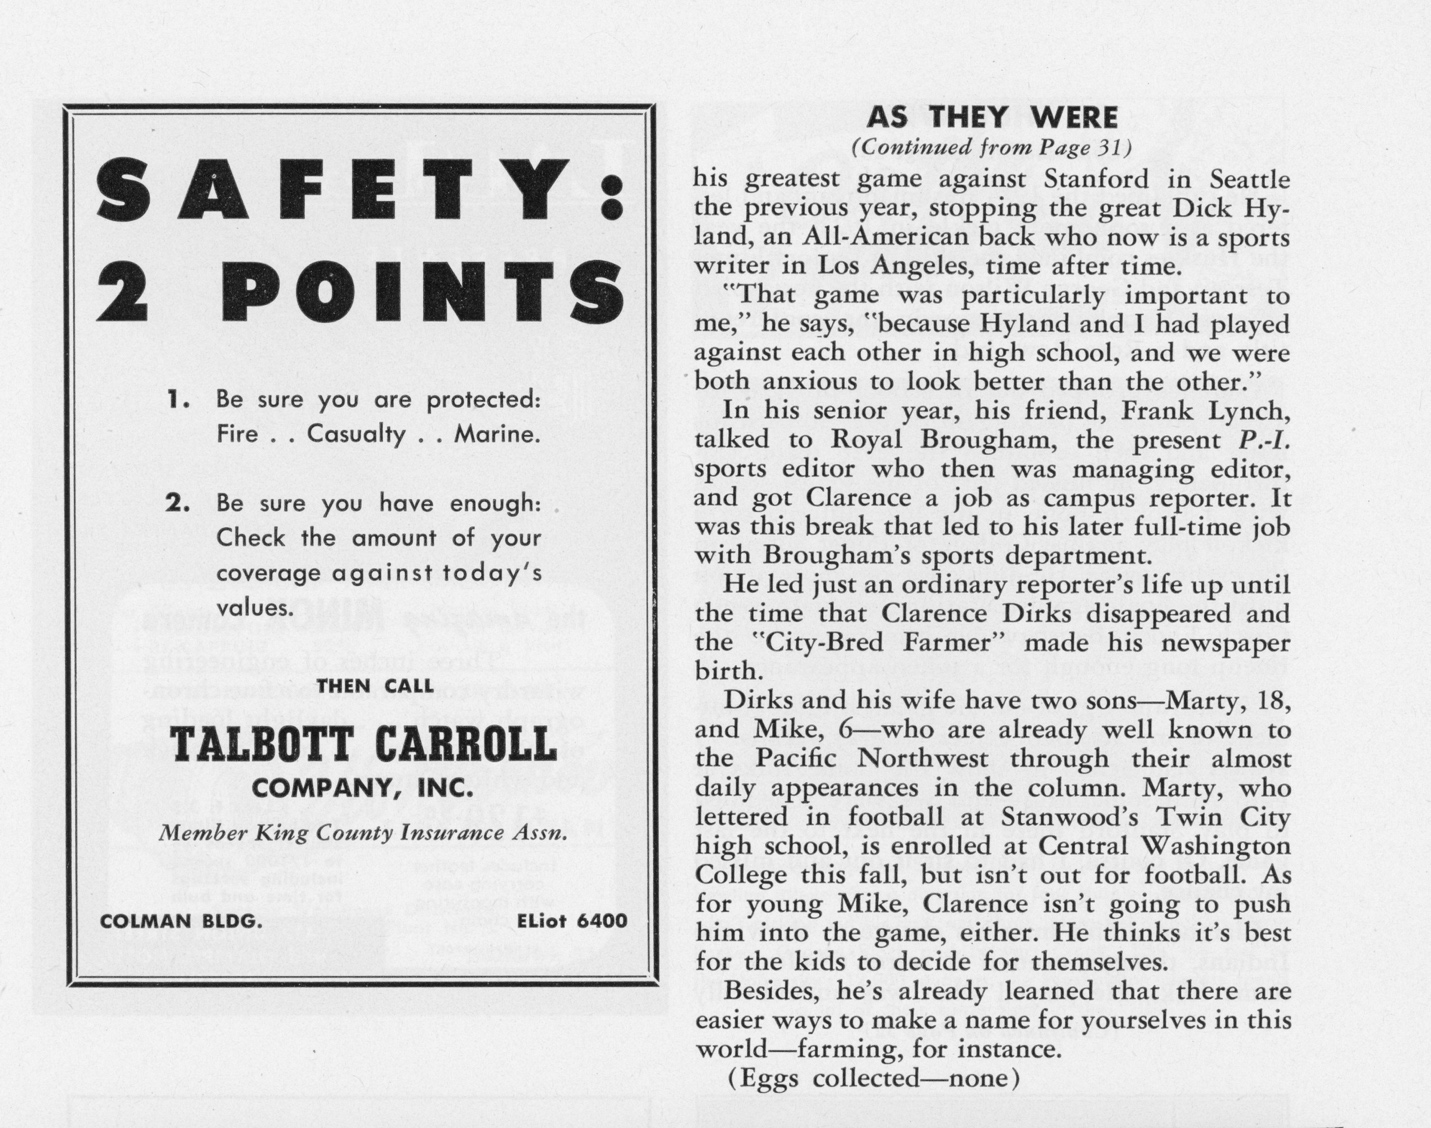 SAFETY:
2 POINTS
1. Be sure you are protected:
Fire . . Casualty . . Marine.
2. Be sure you have enough:
Check the amount of your
coverage against today's
values.
THEN CALL
TALBOTT CARROLL
COMPANY, INC.
Member King County Insurance Assn.
COLMAN BLDG. ELiot 6400
AS THEY WERE
(Continued from Page 31)
his greatest game against Stanford in Seattle
the previous year, stopping the great Dick Hy-
land, an All-American back who now is a sports
writer in Los Angeles, time after time.
"That game was particularly important to
me," he says, "because Hyland and I had played
against each other in high school, and we were
both anxious to look better than the other."
In his senior year, his friend, Frank Lynch,
talked to Royal Brougham, the present P.-I.
sports editor who then was managing editor,
and got Clarence a job as campus reporter. It
was this break that led to his later full-time job
with Brougham's sports department.
He led just an ordinary reporter's life up until
the time that Clarence Dirks disappeared and
the "City-Bred Farmer" made his newspaper
birth.
Dirks and his wife have two sons—Marty, 18,
and Mike, 6—who are already well known to
the Pacific Northwest through their almost
daily appearances in the column. Marty, who
lettered in football at Stanwood's Twin City
high school, is enrolled at Central Washington
College this fall, but isn't out for football. As
for young Mike, Clarence isn't going to push
him into the game, either. He thinks it's best
for the kids to decide for themselves.
Besides, he's already learned that there are
easier ways to make a name for yourselves in this
world—farming, for instance.
(Eggs collected—none)